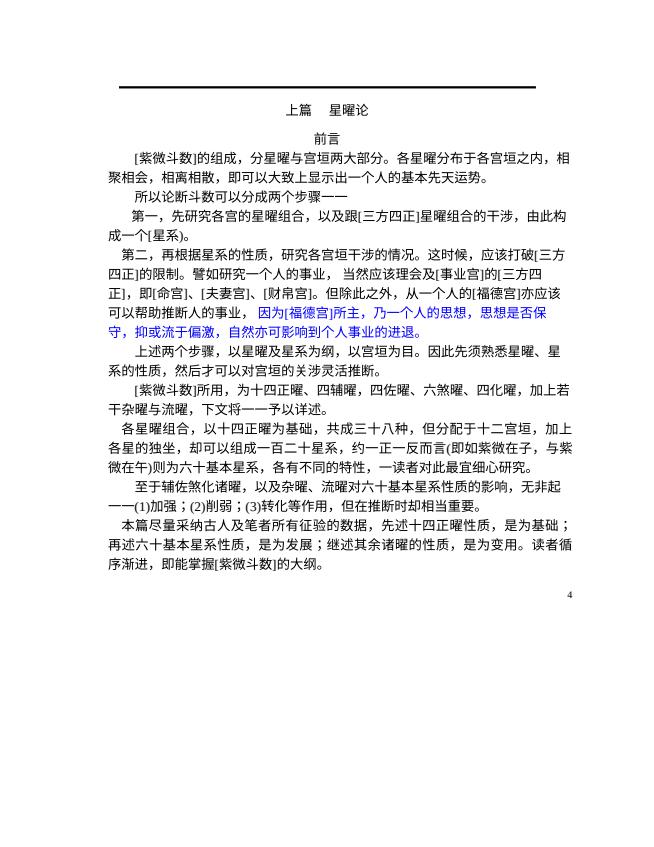 上篇 星曜论
前言
[紫微斗数]的组成，分星曜与宫垣两大部分。各星曜分布于各宫垣之内，相
聚相会，相离相散，即可以大致上显示出一个人的基本先天运势。
所以论断斗数可以分成两个步骤一一
第一，先研究各宫的星曜组合，以及跟[三方四正]星曜组合的干涉，由此构
成一个[星系)。
第二，再根据星系的性质，研究各宫垣干涉的情况。这时候，应该打破[三方
四正]的限制。譬如研究一个人的事业， 当然应该理会及[事业宫]的[三方四
正]，即[命宫]、[夫妻宫]、[财帛宫]。但除此之外，从一个人的[福德宫]亦应该
可以帮助推断人的事业， 因为[福德宫]所主，乃一个人的思想，思想是否保
守，抑或流于偏激，自然亦可影响到个人事业的进退。
上述两个步骤，以星曜及星系为纲，以宫垣为目。因此先须熟悉星曜、星
系的性质，然后才可以对宫垣的关涉灵活推断。
[紫微斗数]所用，为十四正曜、四辅曜，四佐曜、六煞曜、四化曜，加上若
干杂曜与流曜，下文将一一予以详述。
各星曜组合，以十四正曜为基础，共成三十八种，但分配于十二宫垣，加上
各星的独坐，却可以组成一百二十星系，约一正一反而言(即如紫微在子，与紫
微在午)则为六十基本星系，各有不同的特性，一读者对此最宜细心研究。
至于辅佐煞化诸曜，以及杂曜、流曜对六十基本星系性质的影响，无非起
一一(1)加强；(2)削弱；(3)转化等作用，但在推断时却相当重要。
本篇尽量采纳古人及笔者所有征验的数据，先述十四正曜性质，是为基础；
再述六十基本星系性质，是为发展；继述其余诸曜的性质，是为变用。读者循
序渐进，即能掌握[紫微斗数]的大纲。
4